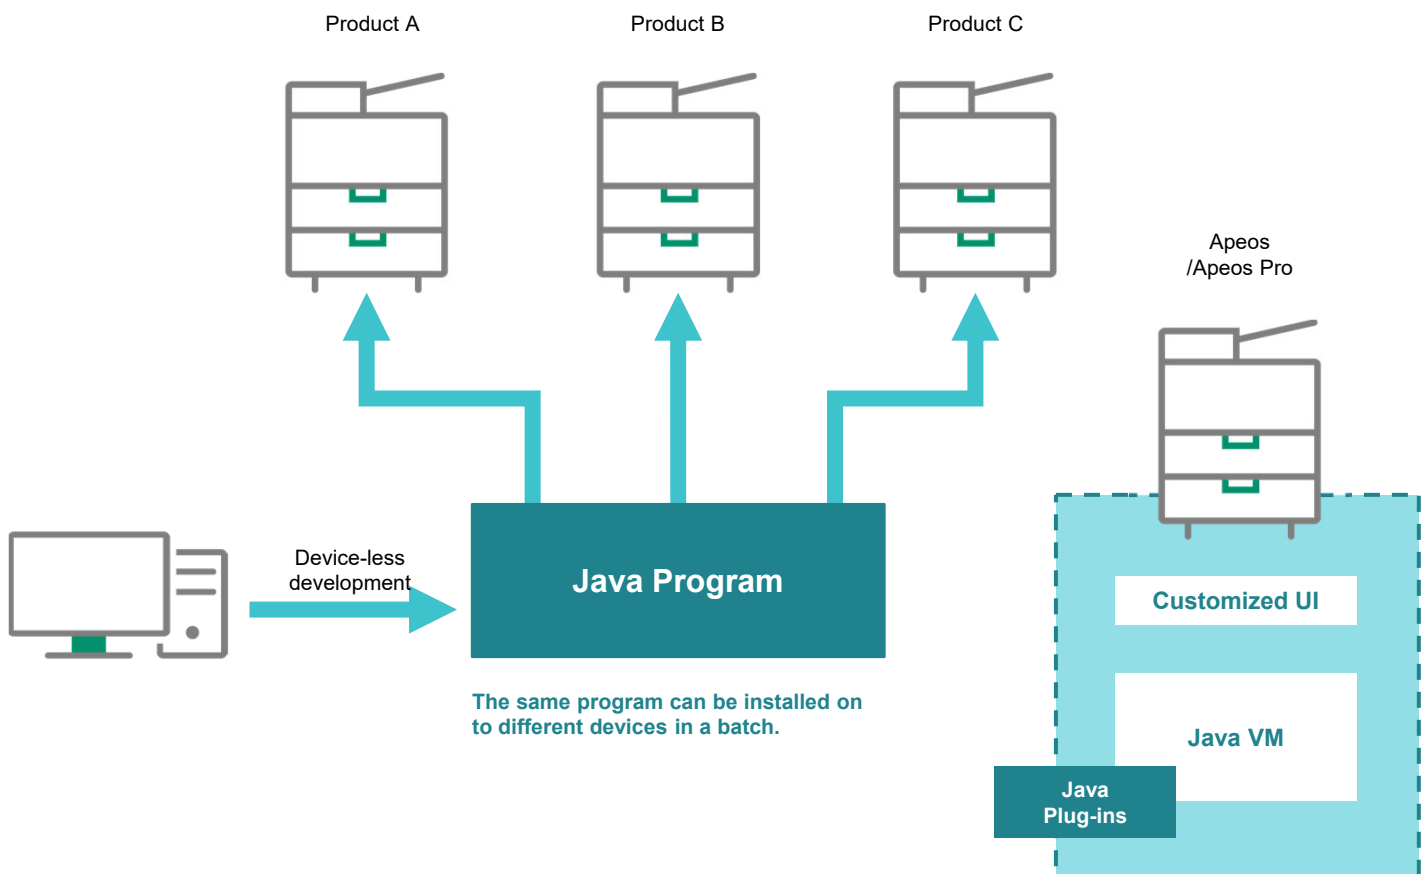 Product A
Product B
Product C
Apeos
/Apeos Pro
Device-less
development
Java Program
Customized UI
The same program can be installed on
to different devices in a batch.
Java VM
Java
Plug-ins